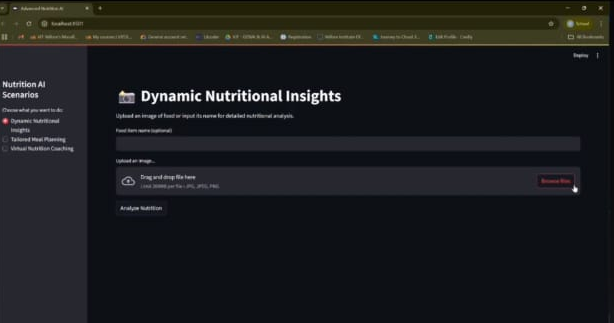 Advanced Nutrition AI
localhost:8501
School
All Bookmarks
Deploy
Nutrition AI
Scenarios
Choose what you want to do:
Dynamic Nutritional
Insights
Tailored Meal Planning
Virtual Nutrition Coaching
Dynamic Nutritional Insights
Upload an image of food or input its name for detailed nutritional analysis.
Food item name (optional)
Upload an image...
Drag and drop file here
Limit 200MB per file • JPG, JPEG, PNG
Browse files
Analyze Nutrition